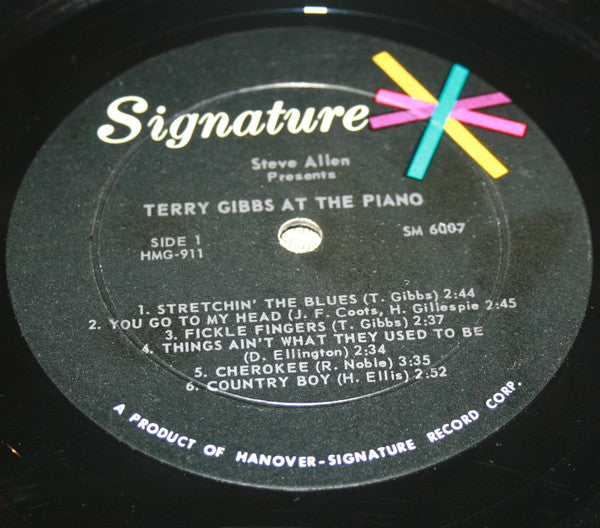 Signature
Steve Allen
Presents
TERRY GIBBS AT THE PIANO
SIDE 1
HMG-911
SM 6007
1. STRETCHIN' THE BLUES (T. Gibbs) 2:44
2. YOU GO TO MY HEAD (J. F. Coots, H. Gillespie 2:45
3. FICKLE FINGERS (T. Gibbs) 2:37
4. THINGS AIN'T WHAT THEY USED TO BE
(D. Ellington) 2:34
5. CHEROKEE (R. Noble) 3:35
6. COUNTRY BOY (H. Ellis) 2:52
A PRODUCT OF HANOVER-SIGNATURE RECORD CORP.